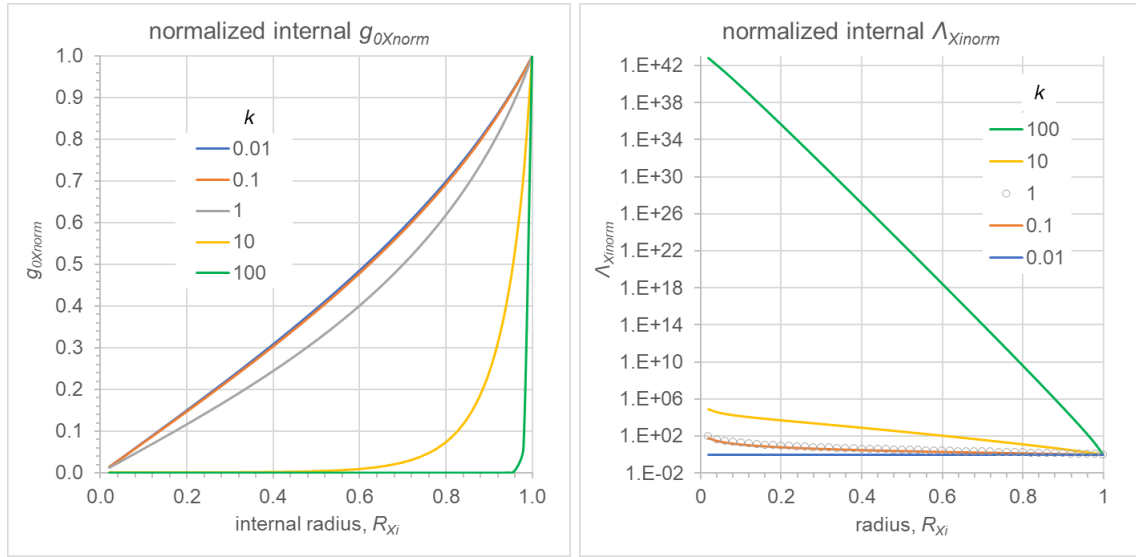 normalized internal g0Xnorm
1.0
0.9
0.8
0.7
0.6
0.5
0.4
0.3
0.2
0.1
0.0
g0Xnorm
k
0.01
0.1
1
10
100
0.0 0.2 0.4 0.6 0.8 1.0
internal radius, RXi
normalized internal ΛXinorm
1.E+42
1.E+38
1.E+34
1.E+30
1.E+26
1.E+22
1.E+18
1.E+14
1.E+10
1.E+06
1.E+02
1.E-02
ΛXinorm
k
100
10
1
0.1
0.01
0 0.2 0.4 0.6 0.8 1
radius, RXi